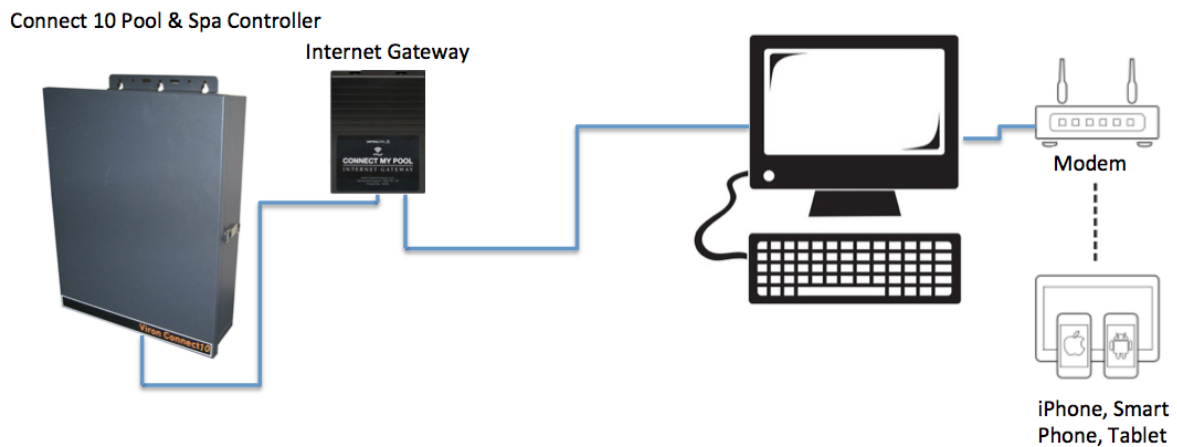 Connect 10 Pool & Spa Controller
Internet Gateway
CONNECT MY POOL
INTERNET GATEWAY
Viron Connect10
Modem
iPhone, Smart
Phone, Tablet